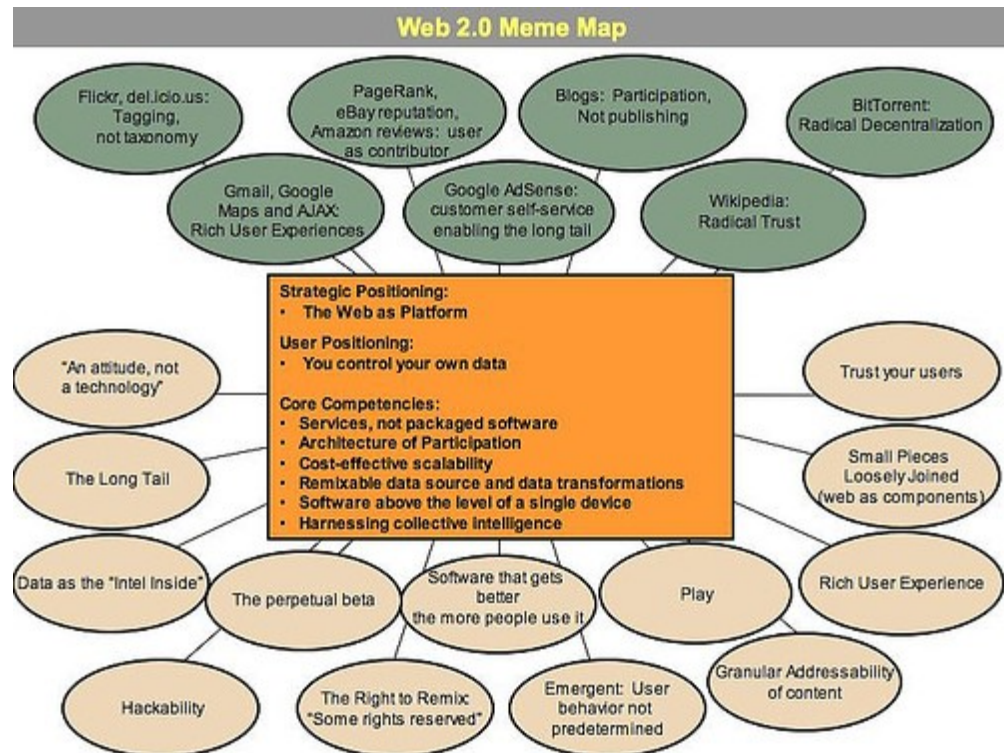 Web 2.0 Meme Map
Flickr, del.icio.us:
Tagging,
not taxonomy
PageRank,
eBay reputation,
Amazon reviews: user
as contributor
Blogs: Participation,
Not publishing
BitTorrent:
Radical Decentralization
Gmail, Google
Maps and AJAX:
Rich User Experiences
Google AdSense:
customer self-service
enabling the long tail
Wikipedia:
Radical Trust
Strategic Positioning:
• The Web as Platform
User Positioning:
• You control your own data
Core Competencies:
• Services, not packaged software
• Architecture of Participation
• Cost-effective scalability
• Remixable data source and data transformations
• Software above the level of a single device
• Harnessing collective intelligence
"An attitude, not
a technology"
Trust your users
The Long Tail
Small Pieces
Loosely Joined
(web as components)
Data as the "Intel Inside"
The perpetual beta
Software that gets
better
the more people use it
Play
Rich User Experience
Hackability
The Right to Remix:
"Some rights reserved"
Emergent: User
behavior not
predetermined
Granular Addressability
of content